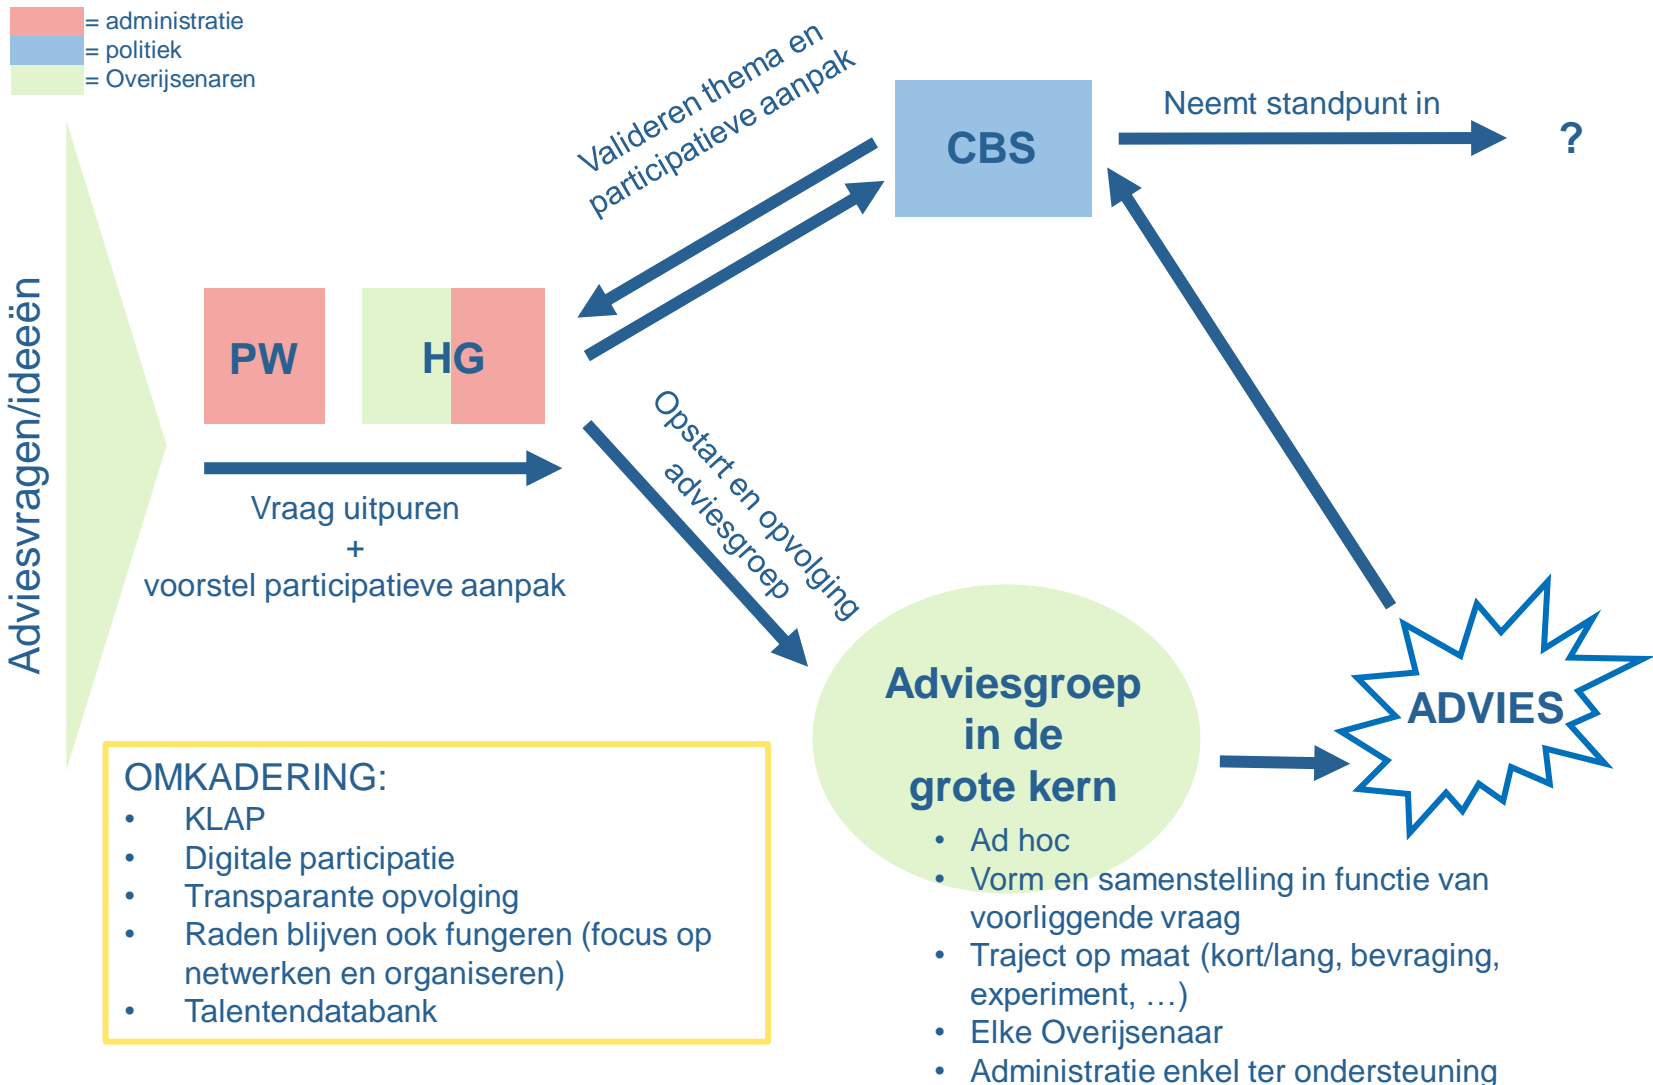 = administratie
= politiek
= Overijsenaren
Adviesvragen/ideeën
PW
HG
Vraag uitpuren
+
voorstel participatieve aanpak
Valideren thema en
participatieve aanpak
CBS
Neemt standpunt in
?
Opstart en opvolging
adviesgroep
Adviesgroep
in de
grote kern
• Ad hoc
• Vorm en samenstelling in functie van
voorliggende vraag
• Traject op maat (kort/lang, bevraging,
experiment, …)
• Elke Overijsenaar
• Administratie enkel ter ondersteuning
ADVIES
OMKADERING:
• KLAP
• Digitale participatie
• Transparante opvolging
• Raden blijven ook fungeren (focus op
netwerken en organiseren)
• Talentendatabank